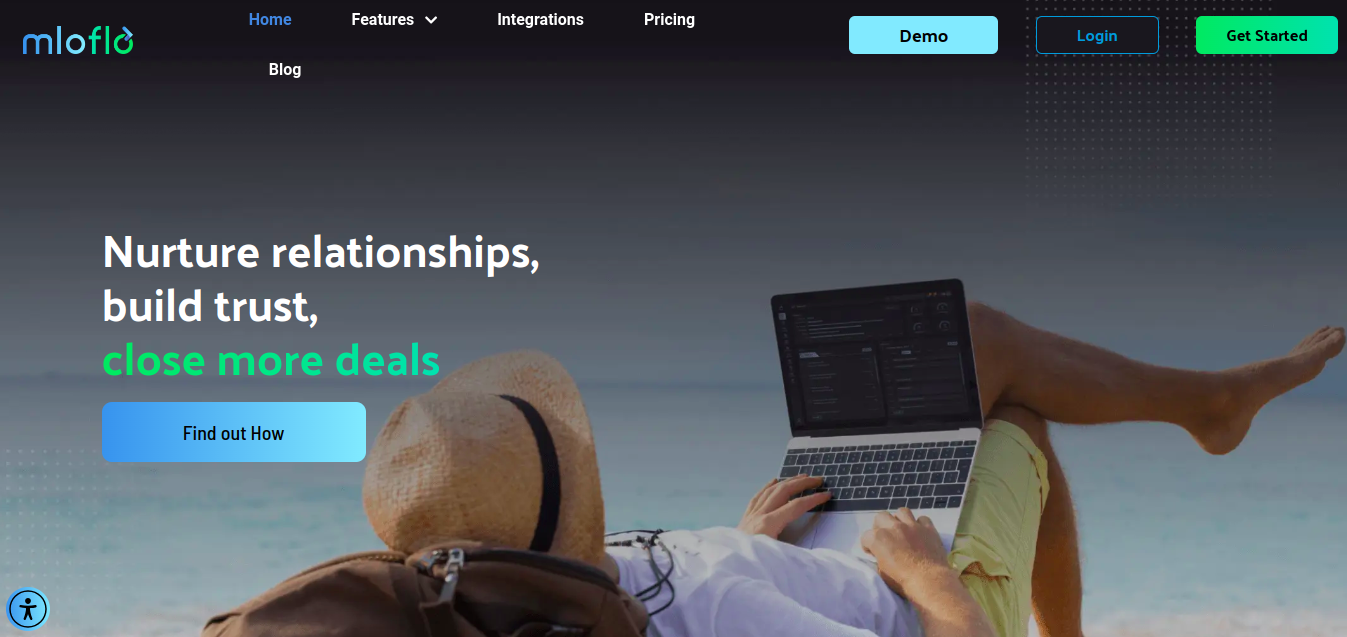 mloflo
Home
Features
Integrations
Pricing
Blog
Demo
Login
Get Started
Nurture relationships,
build trust,
close more deals
Find out How